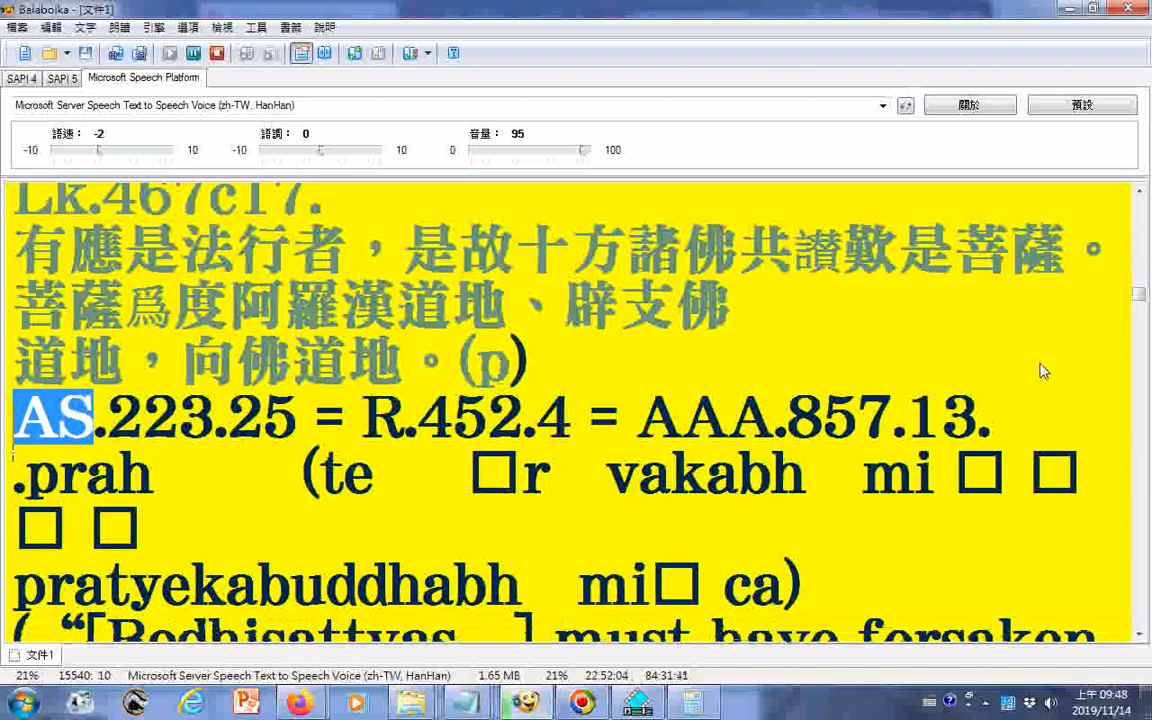 Balabolka - [文件1]
檔案 編輯 文字 朗讀 引擎 選項 檢視 工具 書籤 說明
SAPI 4 SAPI 5 Microsoft Speech Platform
Microsoft Server Speech Text to Speech Voice (zh-TW, HanHan) 關於 預設
語速： -2 語調： 0 音量： 95
-10 10 -10 10 0 100
Lk.467c17.
有應是法行者，是故十方諸佛共讃歎是菩薩。
菩薩爲度阿羅漢道地、辟支佛
道地，向佛道地。(p)
AS.223.25 = R.452.4 = AAA.857.13.
.prah (te □r vakabh mi □ □
□ □
pratyekabuddhabh mi□ ca)
( “[Bodhisattvas ] must have forsaken
文件1
21% 15540: 10 Microsoft Server Speech Text to Speech Voice (zh-TW, HanHan) 1.65 MB 21% 22:52:04 84:31:41
上午 09:48
2019/11/14